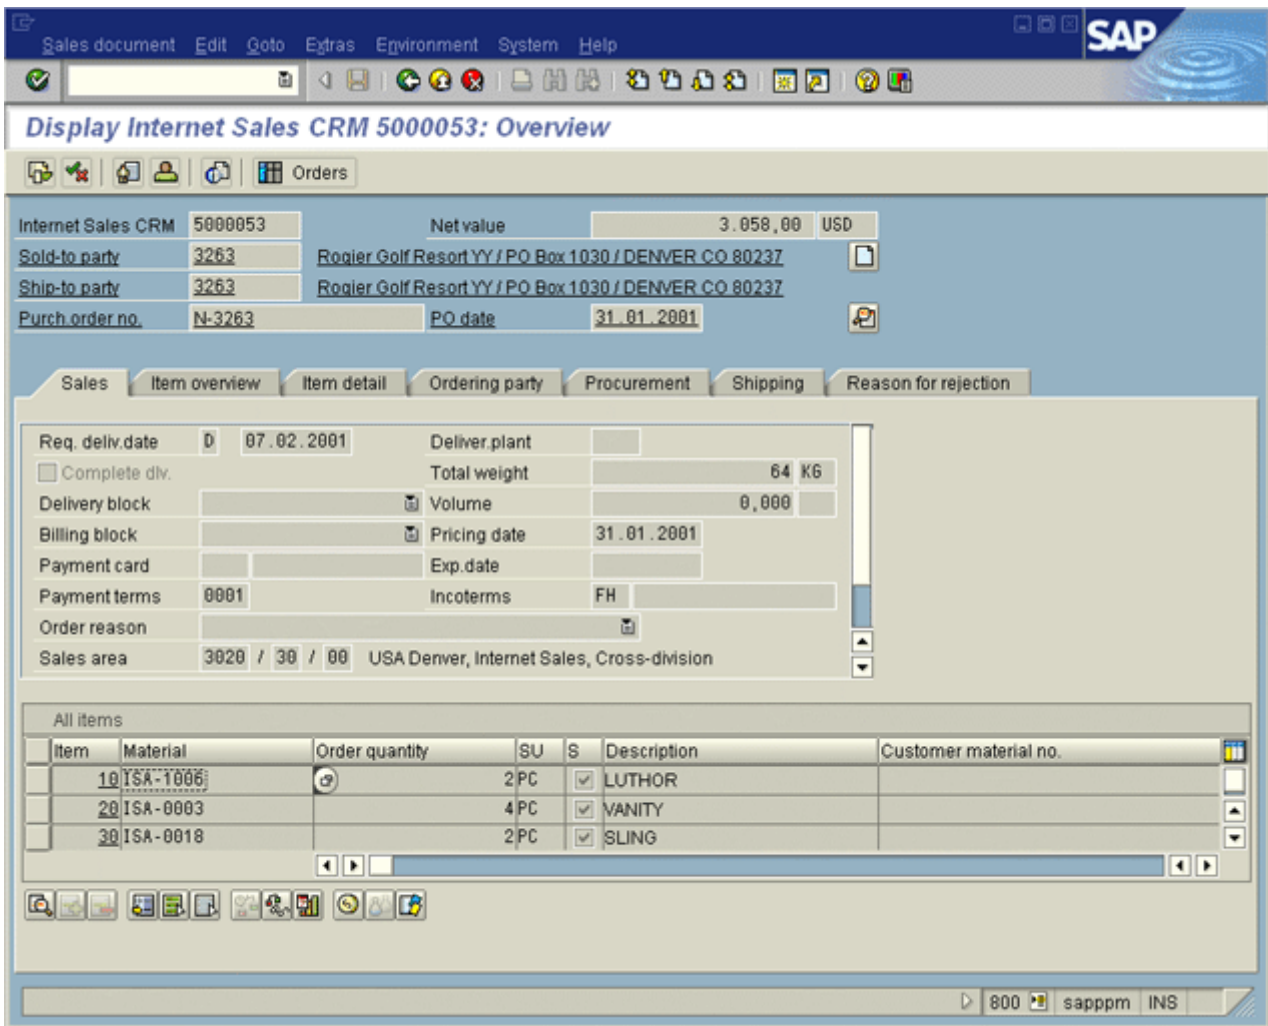 Sales document Edit Goto Extras Environment System Help
SAP
Display Internet Sales CRM 5000053: Overview
Orders
Internet Sales CRM 5000053 Net value 3.058,00 USD
Sold-to party 3263 Rogier Golf Resort YY / PO Box 1030 / DENVER CO 80237
Ship-to party 3263 Rogier Golf Resort YY / PO Box 1030 / DENVER CO 80237
Purch.order no. N-3263 PO date 31.01.2001
Sales Item overview Item detail Ordering party Procurement Shipping Reason for rejection
Req. deliv.date D 07.02.2001 Deliver.plant
Complete dlv. Total weight 64 KG
Delivery block Volume 0,000
Billing block Pricing date 31.01.2001
Payment card Exp.date
Payment terms 0001 Incoterms FH
Order reason
Sales area 3020 / 30 / 00 USA Denver, Internet Sales, Cross-division
All items
Item Material Order quantity SU S Description Customer material no.
10 ISA-1006 2 PC LUTHOR
20 ISA-0003 4 PC VANITY
30 ISA-0018 2 PC SLING
800 sapppm INS